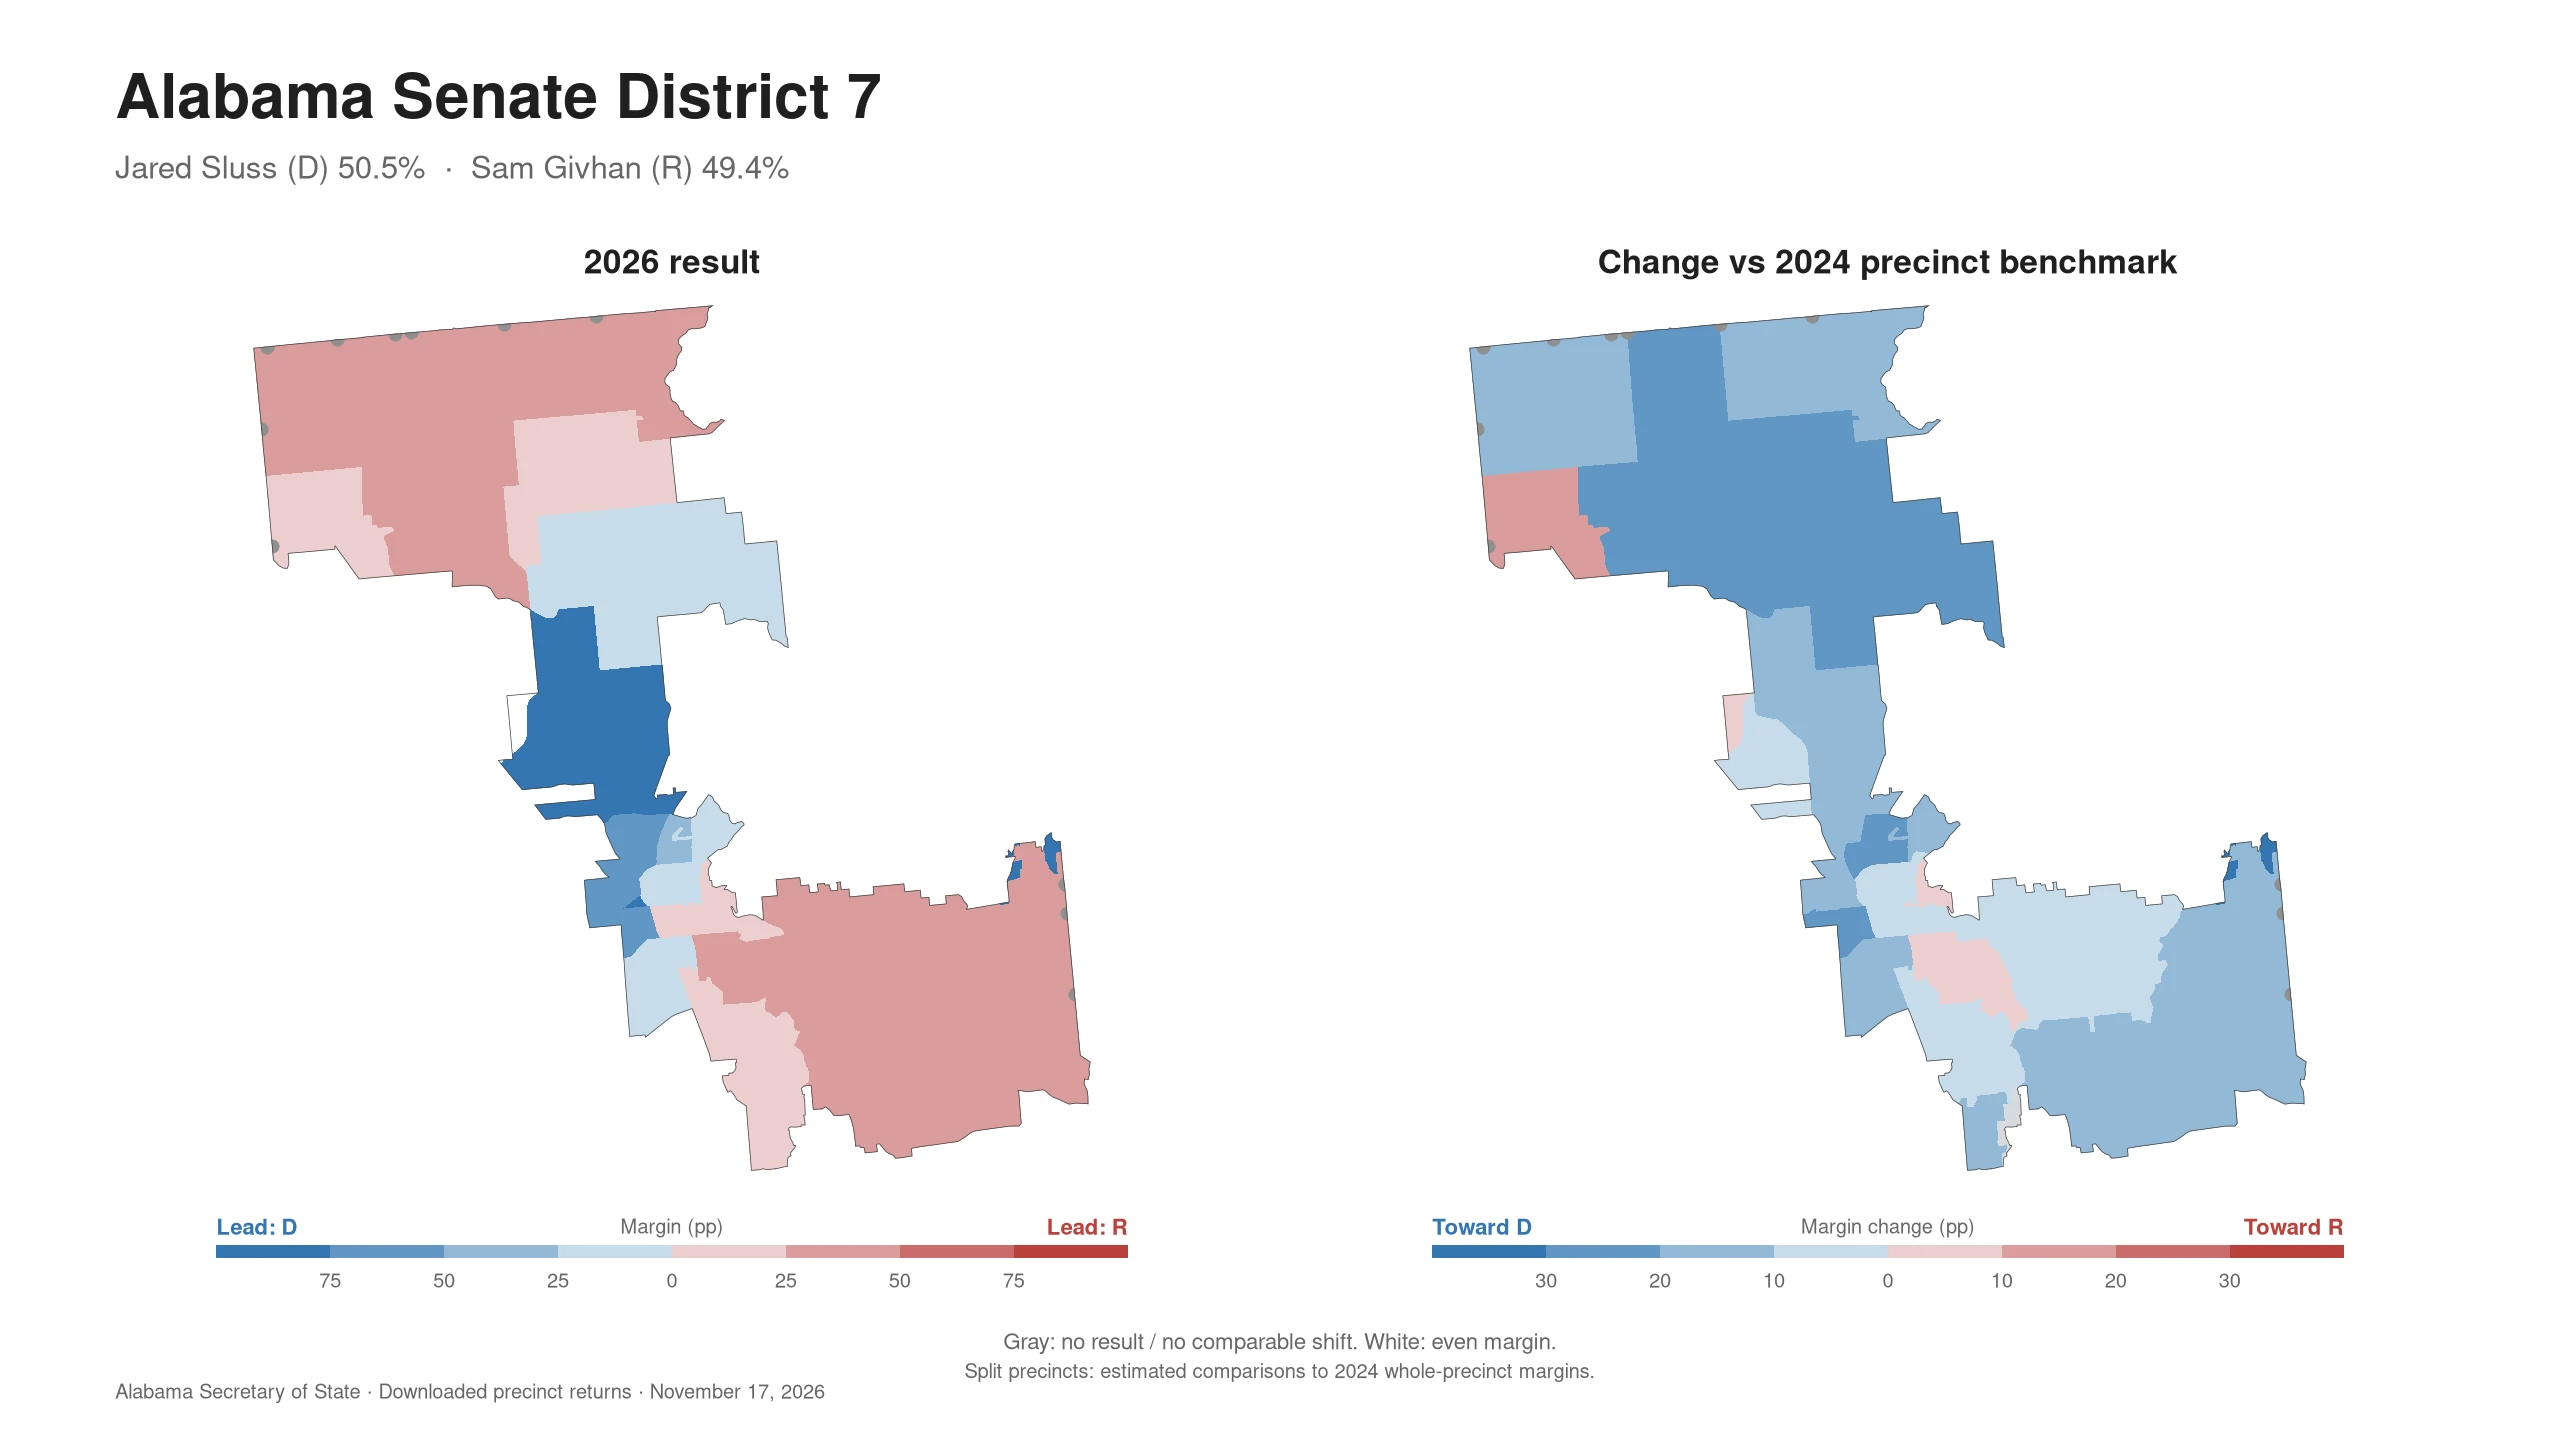 Alabama Senate District 7
Jared Sluss (D) 50.5% · Sam Givhan (R) 49.4%
2026 result
Change vs 2024 precinct benchmark
Lead: D Margin (pp) Lead: R
75 50 25 0 25 50 75
Toward D Margin change (pp) Toward R
30 20 10 0 10 20 30
Gray: no result / no comparable shift. White: even margin.
Split precincts: estimated comparisons to 2024 whole-precinct margins.
Alabama Secretary of State · Downloaded precinct returns · November 17, 2026